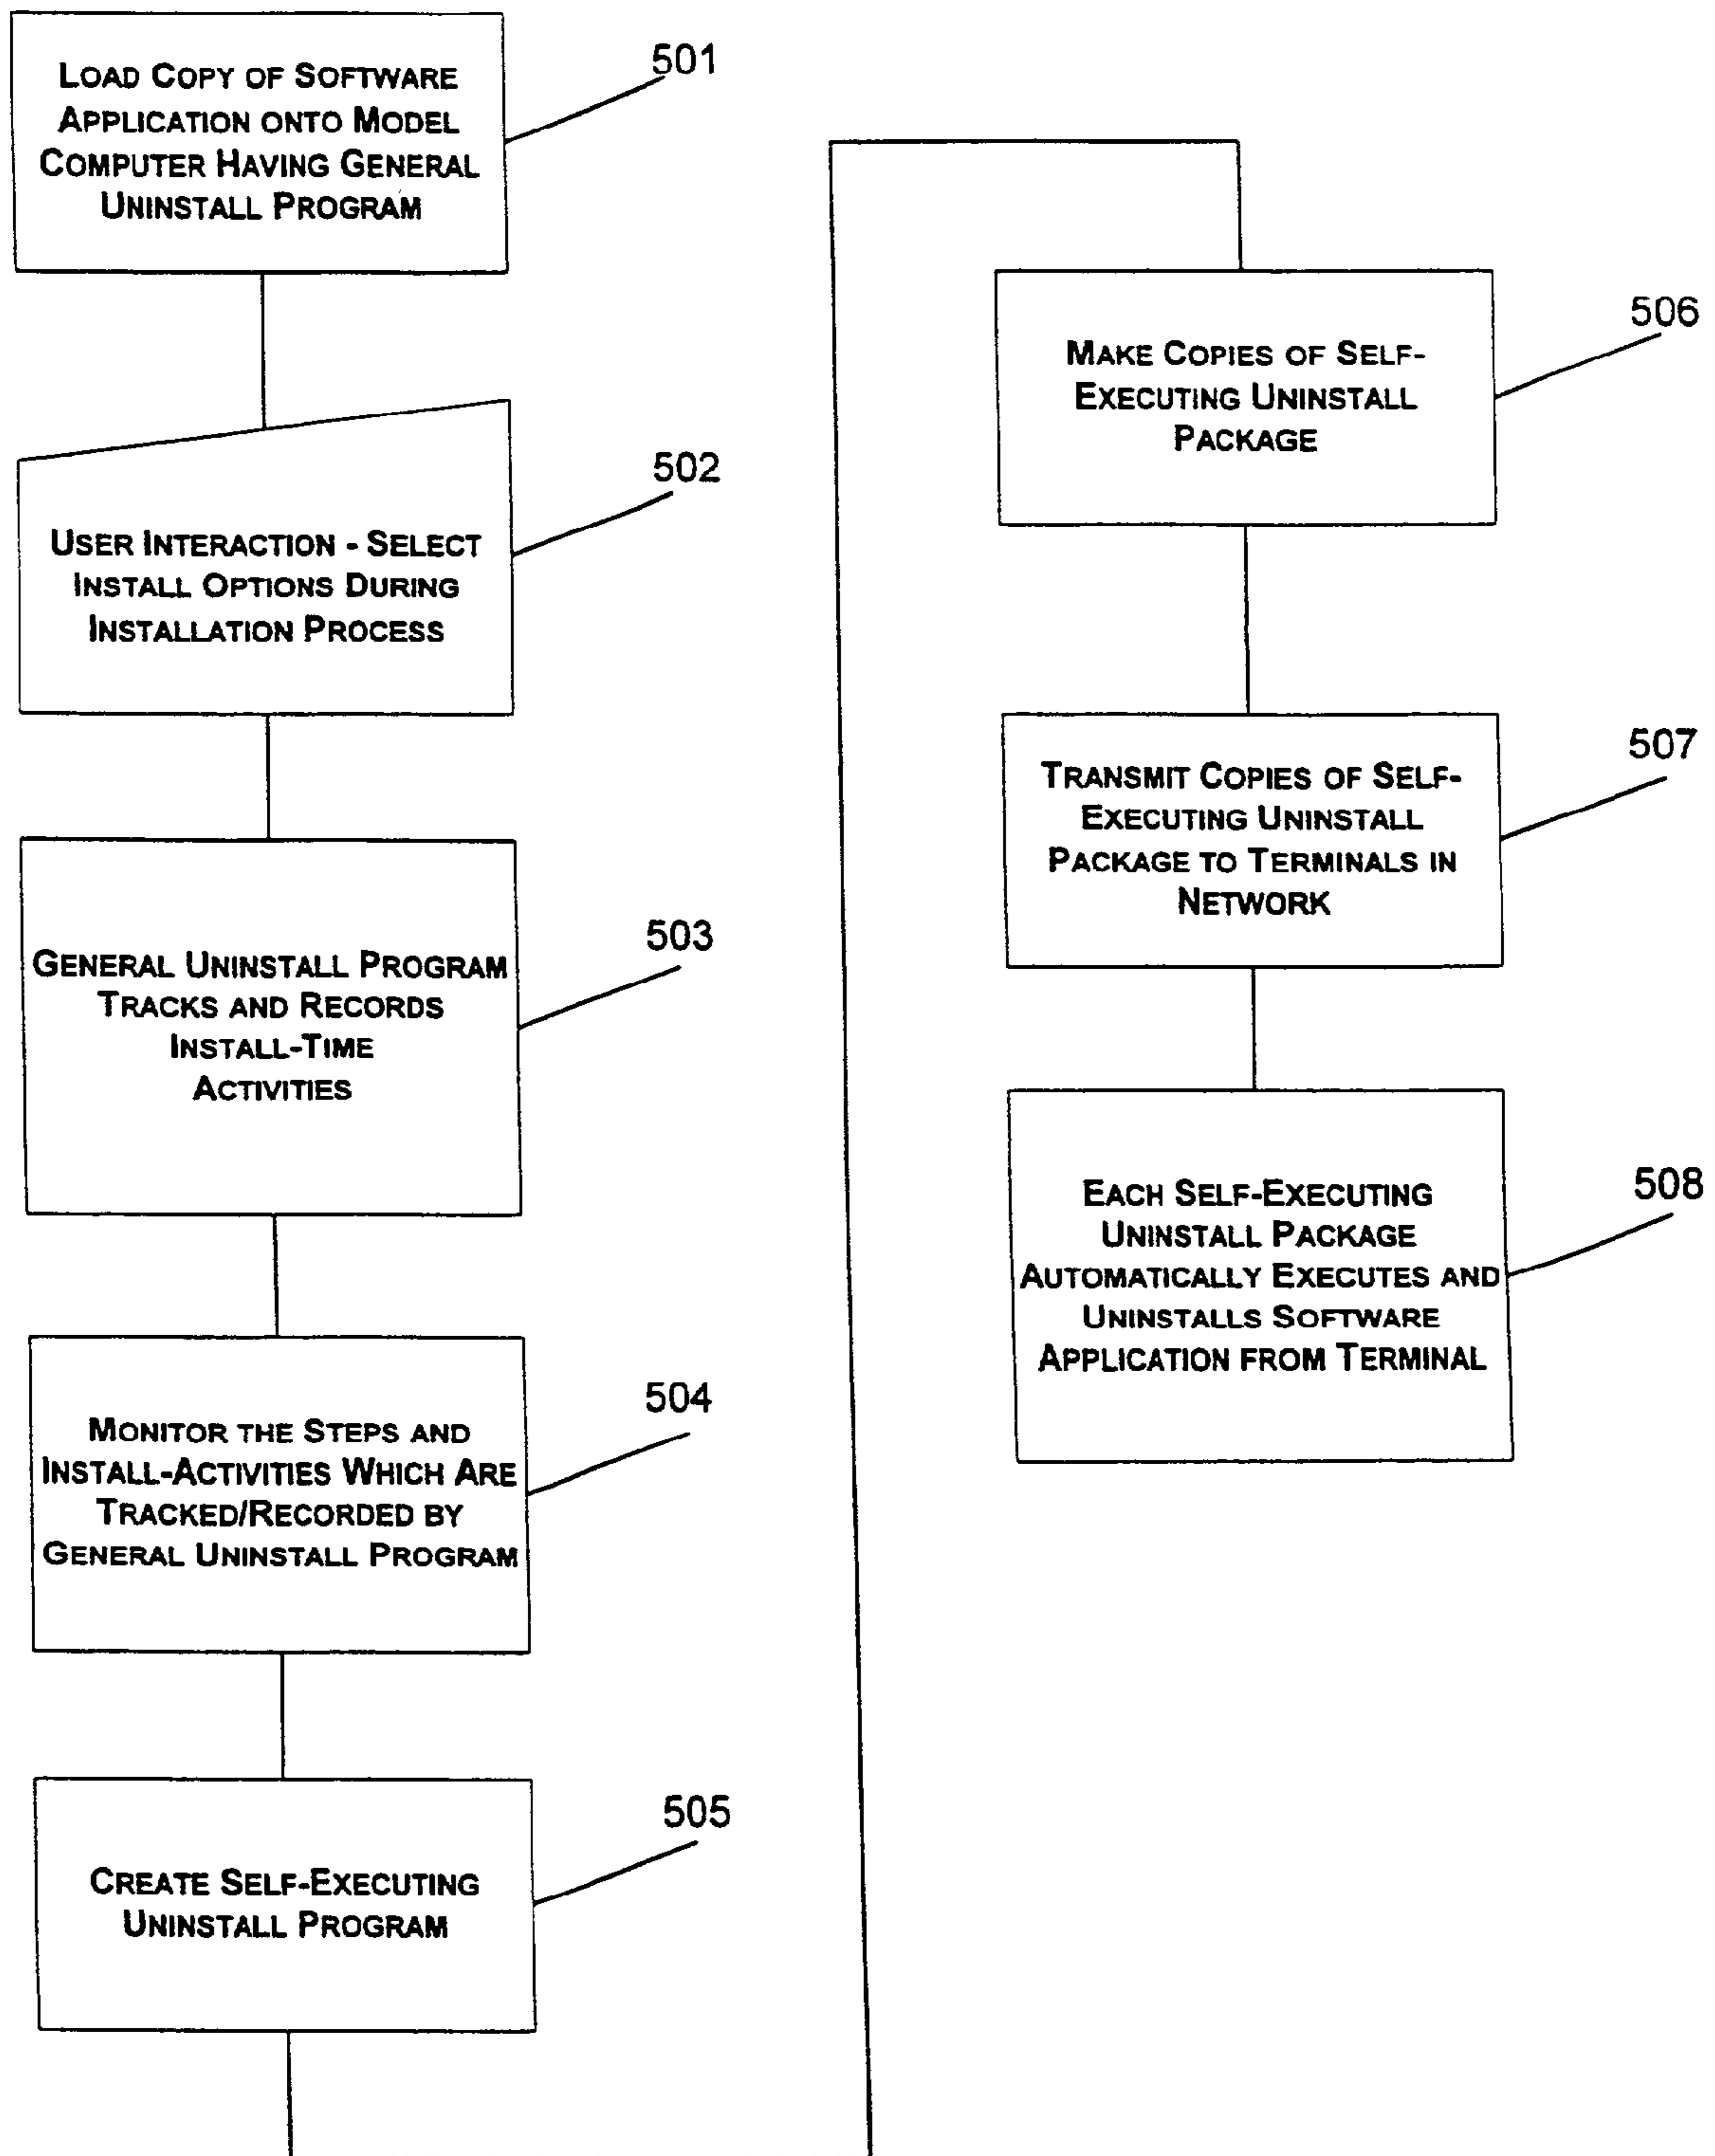 LOAD COPY OF SOFTWARE
APPLICATION ONTO MODEL
COMPUTER HAVING GENERAL
UNINSTALL PROGRAM
501
USER INTERACTION - SELECT
INSTALL OPTIONS DURING
INSTALLATION PROCESS
502
GENERAL UNINSTALL PROGRAM
TRACKS AND RECORDS
INSTALL-TIME
ACTIVITIES
503
MONITOR THE STEPS AND
INSTALL-ACTIVITIES WHICH ARE
TRACKED/RECORDED BY
GENERAL UNINSTALL PROGRAM
504
CREATE SELF-EXECUTING
UNINSTALL PROGRAM
505
MAKE COPIES OF SELF-
EXECUTING UNINSTALL
PACKAGE
506
TRANSMIT COPIES OF SELF-
EXECUTING UNINSTALL
PACKAGE TO TERMINALS IN
NETWORK
507
EACH SELF-EXECUTING
UNINSTALL PACKAGE
AUTOMATICALLY EXECUTES AND
UNINSTALLS SOFTWARE
APPLICATION FROM TERMINAL
508